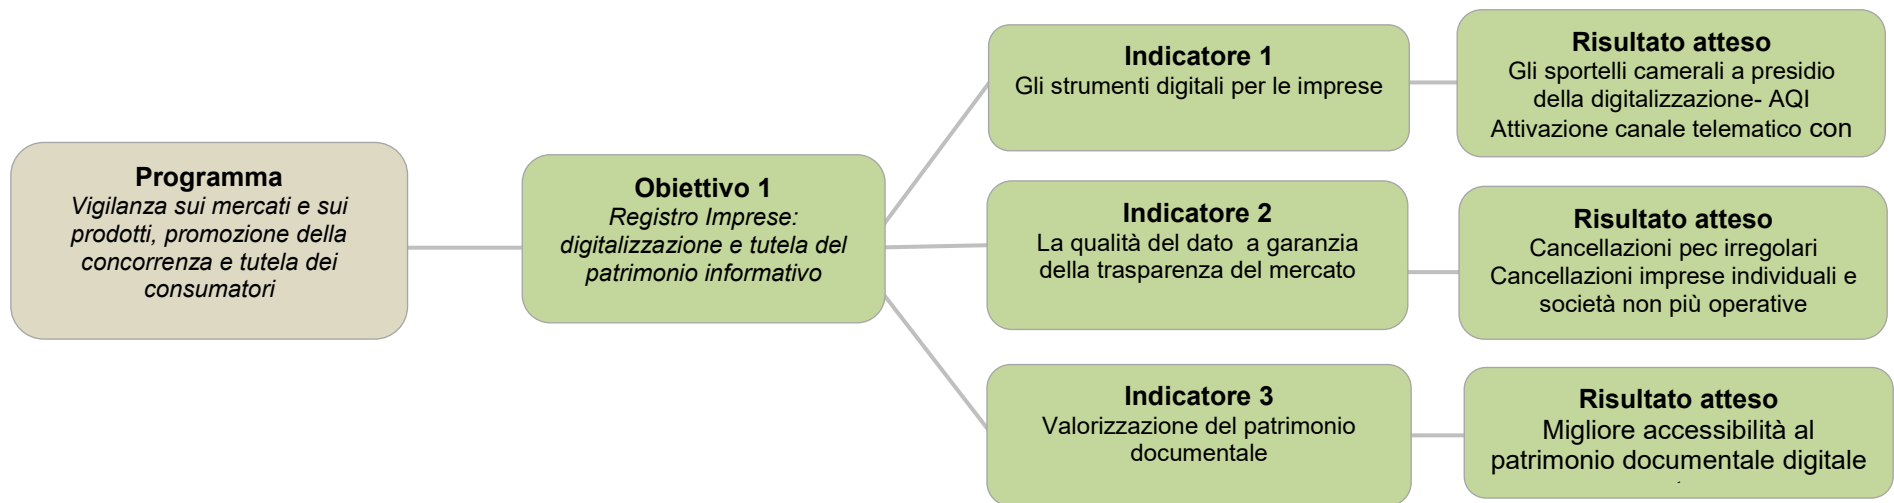 Programma
Vigilanza sui mercati e sui
prodotti, promozione della
concorrenza e tutela dei
consumatori
Obiettivo 1
Registro Imprese:
digitalizzazione e tutela del
patrimonio informativo
Indicatore 1
Gli strumenti digitali per le imprese
Risultato atteso
Gli sportelli camerali a presidio
della digitalizzazione- AQI
Attivazione canale telematico con
Indicatore 2
La qualità del dato a garanzia
della trasparenza del mercato
Risultato atteso
Cancellazioni pec irregolari
Cancellazioni imprese individuali e
società non più operative
Indicatore 3
Valorizzazione del patrimonio
documentale
Risultato atteso
Migliore accessibilità al
patrimonio documentale digitale